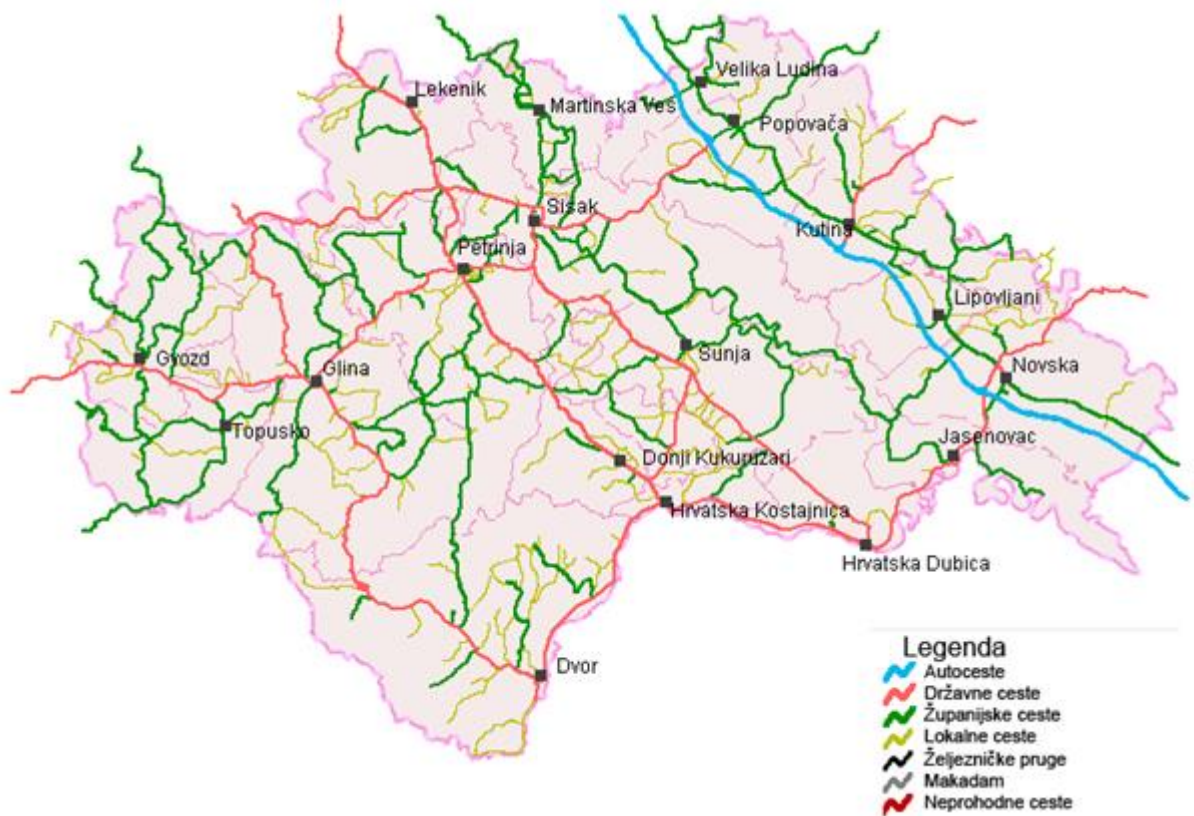 Velika Ludina
Lekenik
Martinska Ves
Popovača
Sisak
Kutina
Petrinja
Lipovljani
Sunja
Gvozd
Glina
Novska
Topusko
Jasenovac
Donji Kukuruzari
Hrvatska Kostajnica
Hrvatska Dubica
Dvor
Legenda
Autoceste
Državne ceste
Županijske ceste
Lokalne ceste
Željezničke pruge
Makadam
Neprohodne ceste